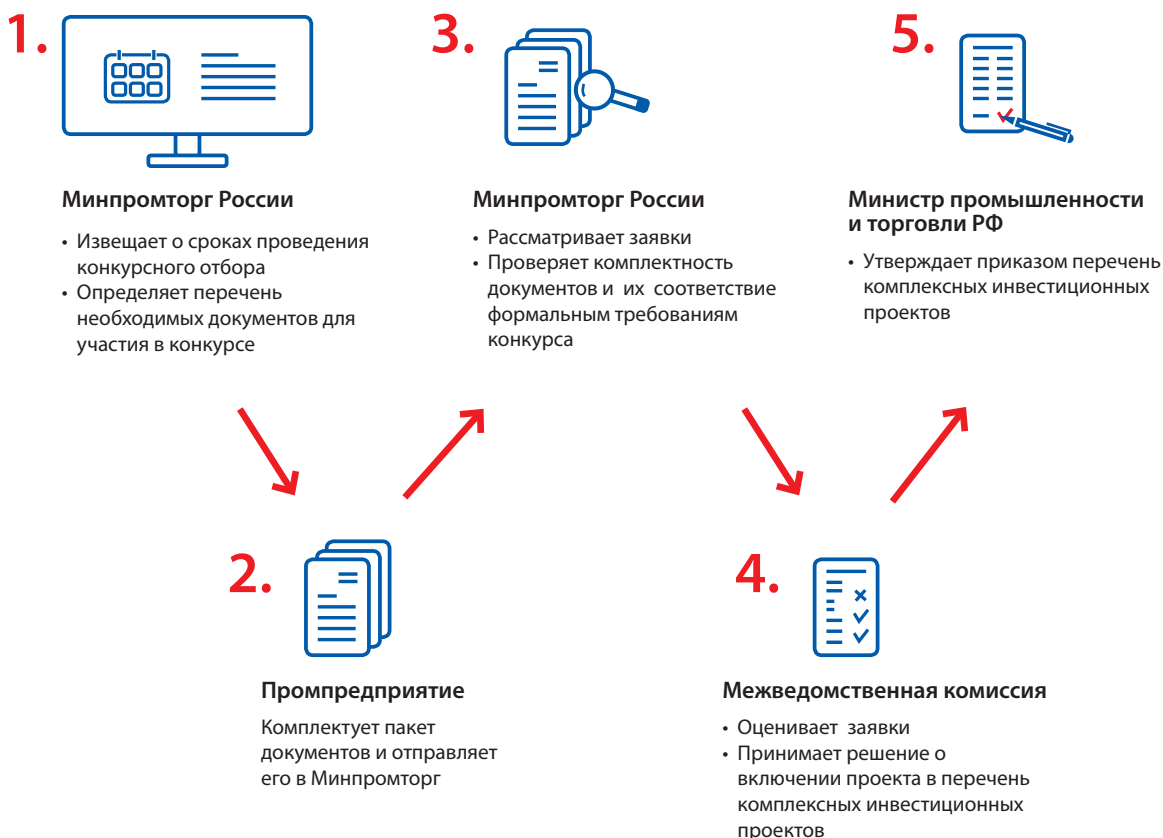 1.
Минпромторг России
• Извещает о сроках проведения
конкурсного отбора
• Определяет перечень
необходимых документов для
участия в конкурсе
2.
Промпредприятие
Комплектует пакет
документов и отправляет
его в Минпромторг
3.
Минпромторг России
• Рассматривает заявки
• Проверяет комплектность
документов и их соответствие
формальным требованиям
конкурса
4.
Межведомственная комиссия
• Оценивает заявки
• Принимает решение о
включении проекта в перечень
комплексных инвестиционных
проектов
5.
Министр промышленности
и торговли РФ
• Утверждает приказом перечень
комплексных инвестиционных
проектов